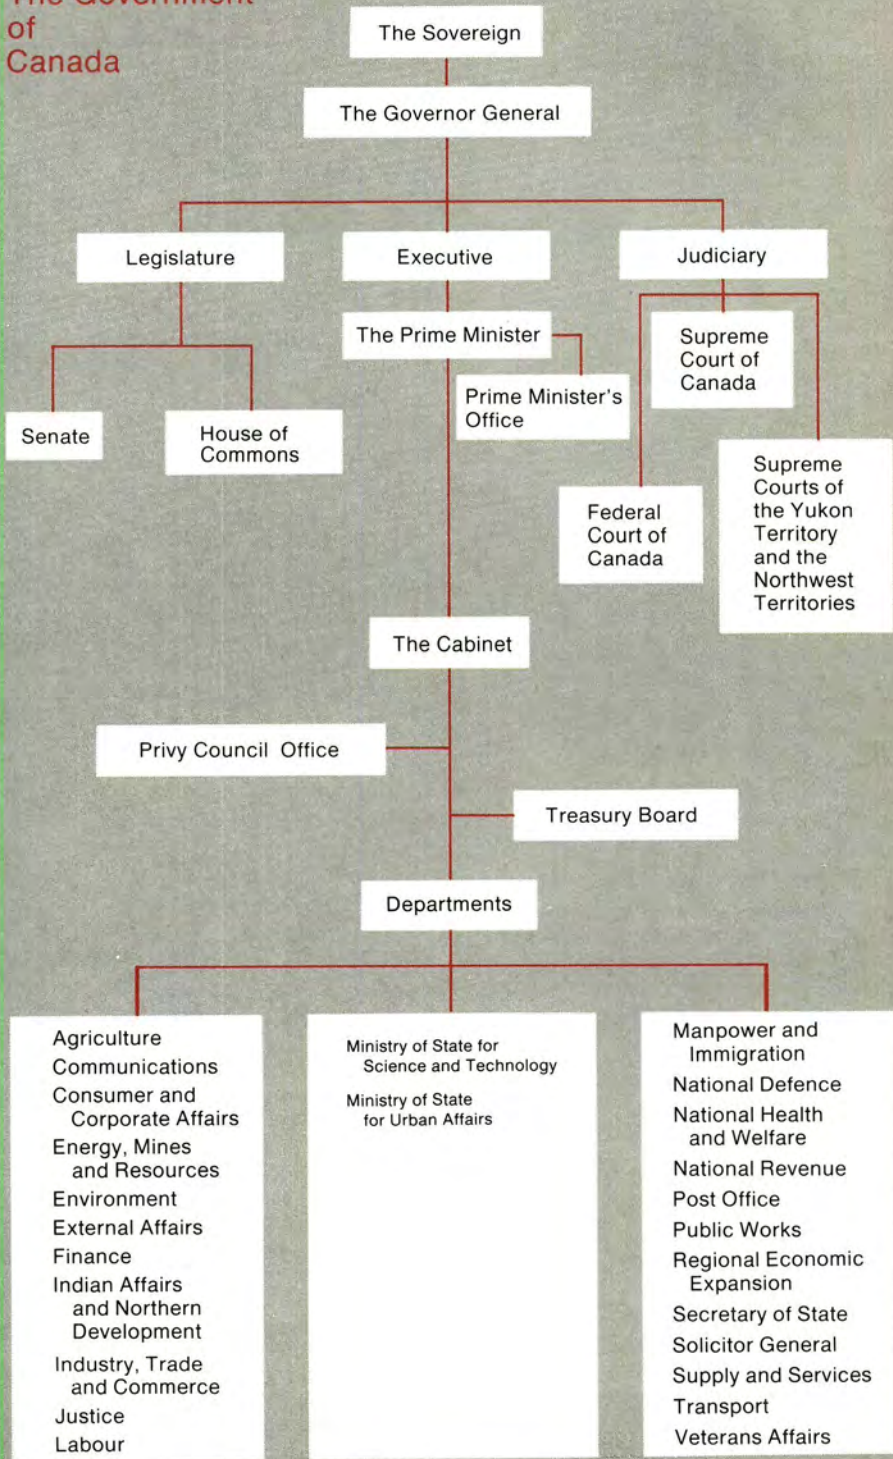 The Government
of
Canada
The Sovereign
The Governor General
Legislature
Executive
Judiciary
The Prime Minister
Supreme
Court of
Canada
Prime Minister's
Office
Senate
House of
Commons
Federal
Court of
Canada
Supreme
Courts of
the Yukon
Territory
and the
Northwest
Territories
The Cabinet
Privy Council Office
Treasury Board
Departments
Agriculture
Communications
Consumer and
Corporate Affairs
Energy, Mines
and Resources
Environment
External Affairs
Finance
Indian Affairs
and Northern
Development
Industry, Trade
and Commerce
Justice
Labour
Ministry of State for
Science and Technology
Ministry of State
for Urban Affairs
Manpower and
Immigration
National Defence
National Health
and Welfare
National Revenue
Post Office
Public Works
Regional Economic
Expansion
Secretary of State
Solicitor General
Supply and Services
Transport
Veterans Affairs